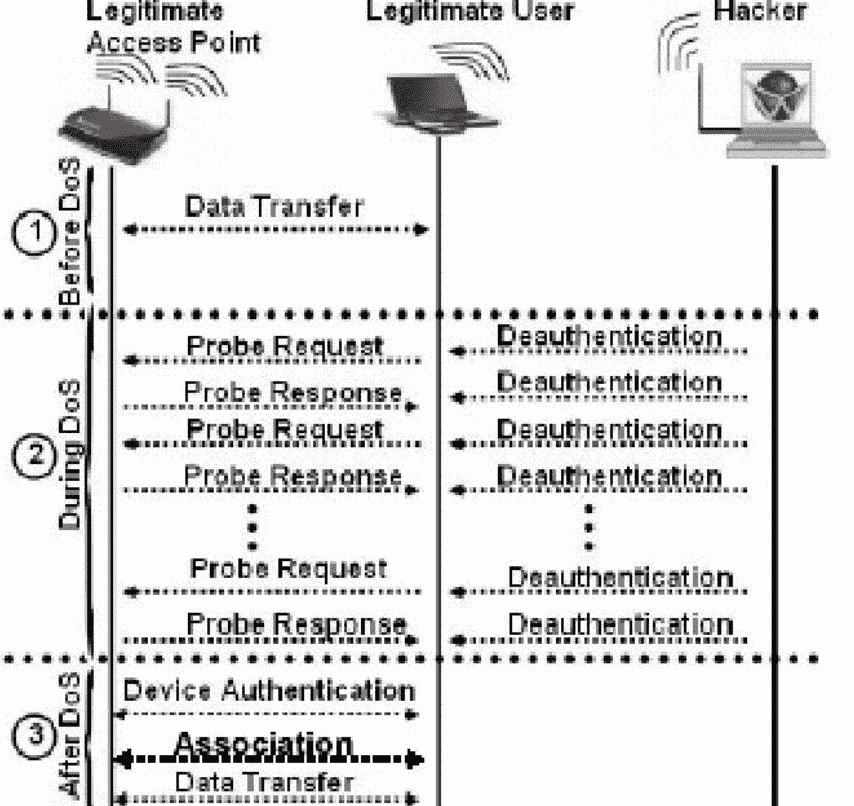 Legitimate
Access Point
Legitimate User
Hacker
1
Before DoS
Data Transfer
2
During DoS
Probe Request
Deauthentication
Probe Response
Deauthentication
Probe Request
Deauthentication
Probe Response
Deauthentication
Probe Request
Deauthentication
Probe Response
Deauthentication
3
After DoS
Device Authentication
Association
Data Transfer